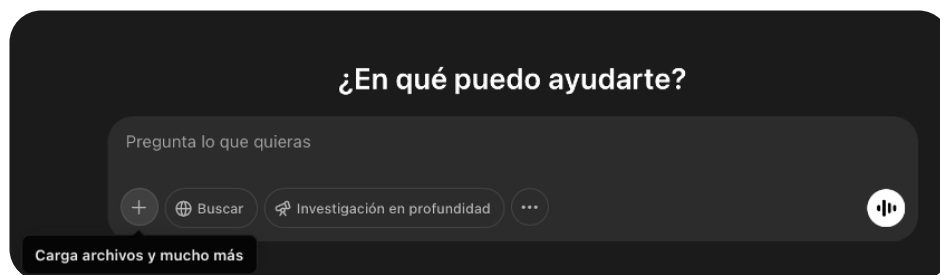 ¿En qué puedo ayudarte?
Pregunta lo que quieras
Buscar
Investigación en profundidad
Carga archivos y mucho más